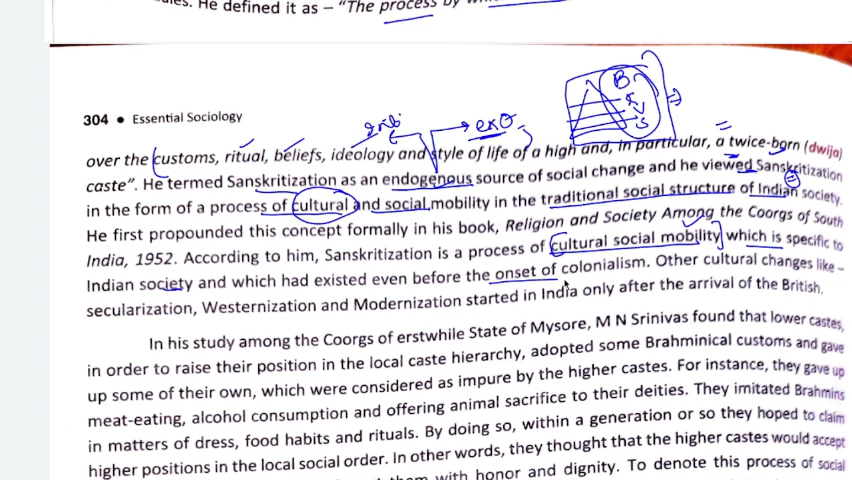 He defined it as – “The process by
304 • Essential Sociology
exo
B
K
V
S
over the customs, ritual, beliefs, ideology and style of life of a high and, in particular, a twice-born (dwija)
caste”. He termed Sanskritization as an endogenous source of social change and he viewed Sanskritization
in the form of a process of cultural and social mobility in the traditional social structure of Indian society.
He first propounded this concept formally in his book, Religion and Society Among the Coorgs of South
India, 1952. According to him, Sanskritization is a process of cultural social mobility which is specific to
Indian society and which had existed even before the onset of colonialism. Other cultural changes like –
secularization, Westernization and Modernization started in India only after the arrival of the British.
In his study among the Coorgs of erstwhile State of Mysore, M N Srinivas found that lower castes,
in order to raise their position in the local caste hierarchy, adopted some Brahminical customs and gave
up some of their own, which were considered as impure by the higher castes. For instance, they gave up
meat-eating, alcohol consumption and offering animal sacrifice to their deities. They imitated Brahmins
in matters of dress, food habits and rituals. By doing so, within a generation or so they hoped to claim
higher positions in the local social order. In other words, they thought that the higher castes would accept
with honor and dignity. To denote this process of social